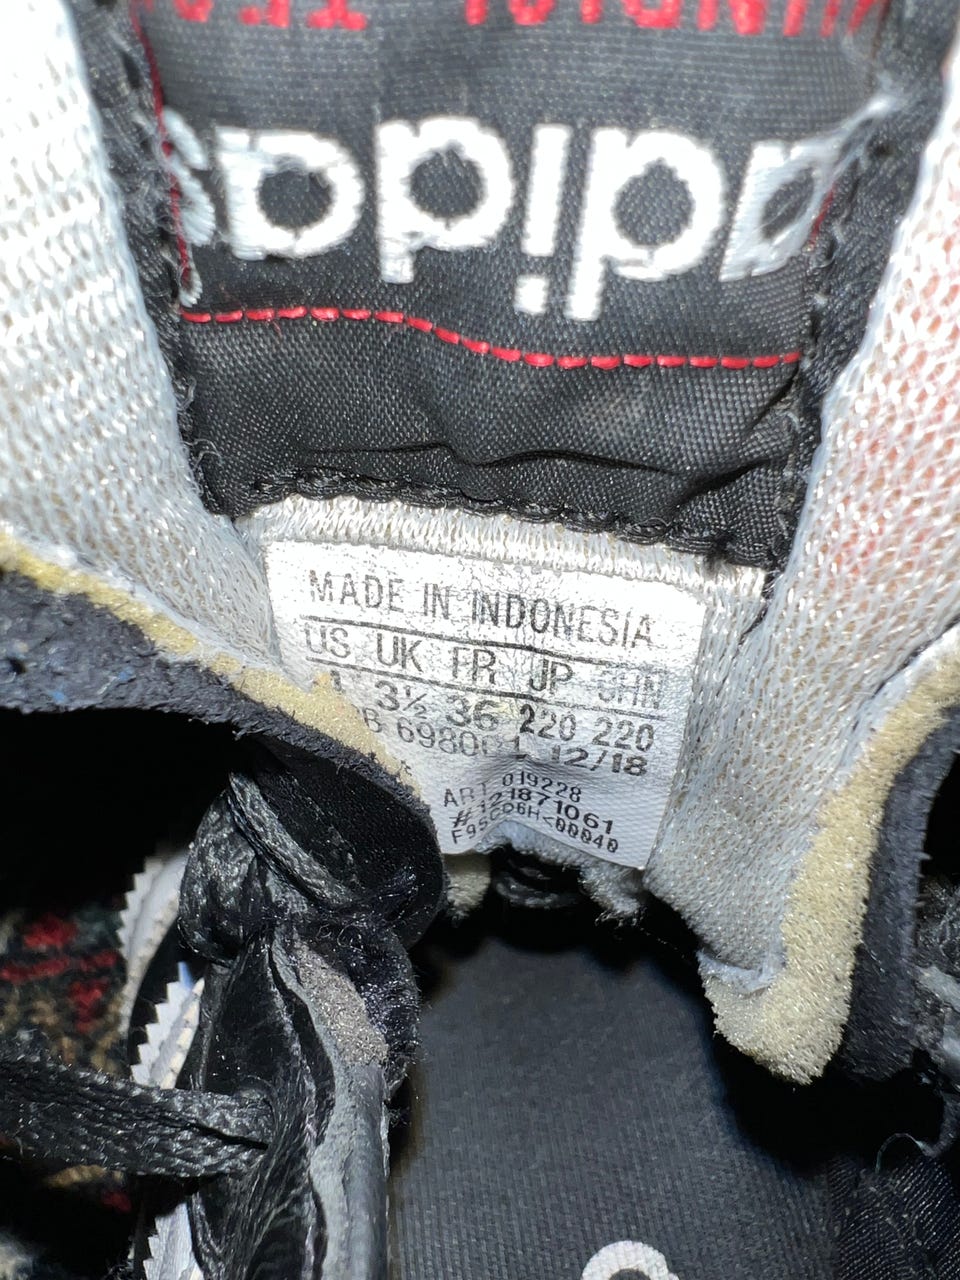 adidas
MADE IN INDONESIA
US UK FR JP CHN
4 3½ 36 220 220
12/18
ART 019228
#121871061